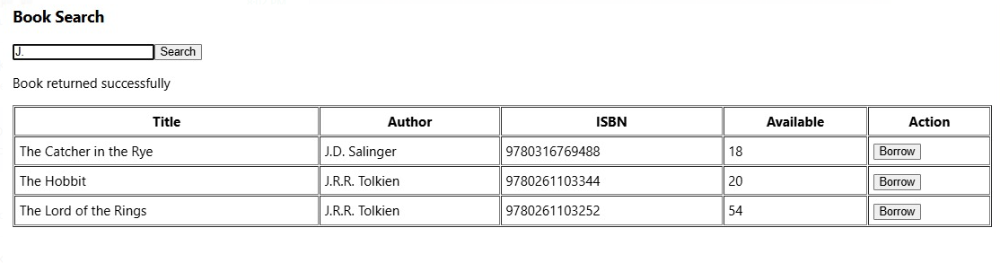 Book Search
J. Search
Book returned successfully
Title Author ISBN Available Action
The Catcher in the Rye J.D. Salinger 9780316769488 18 Borrow
The Hobbit J.R.R. Tolkien 9780261103344 20 Borrow
The Lord of the Rings J.R.R. Tolkien 9780261103252 54 Borrow